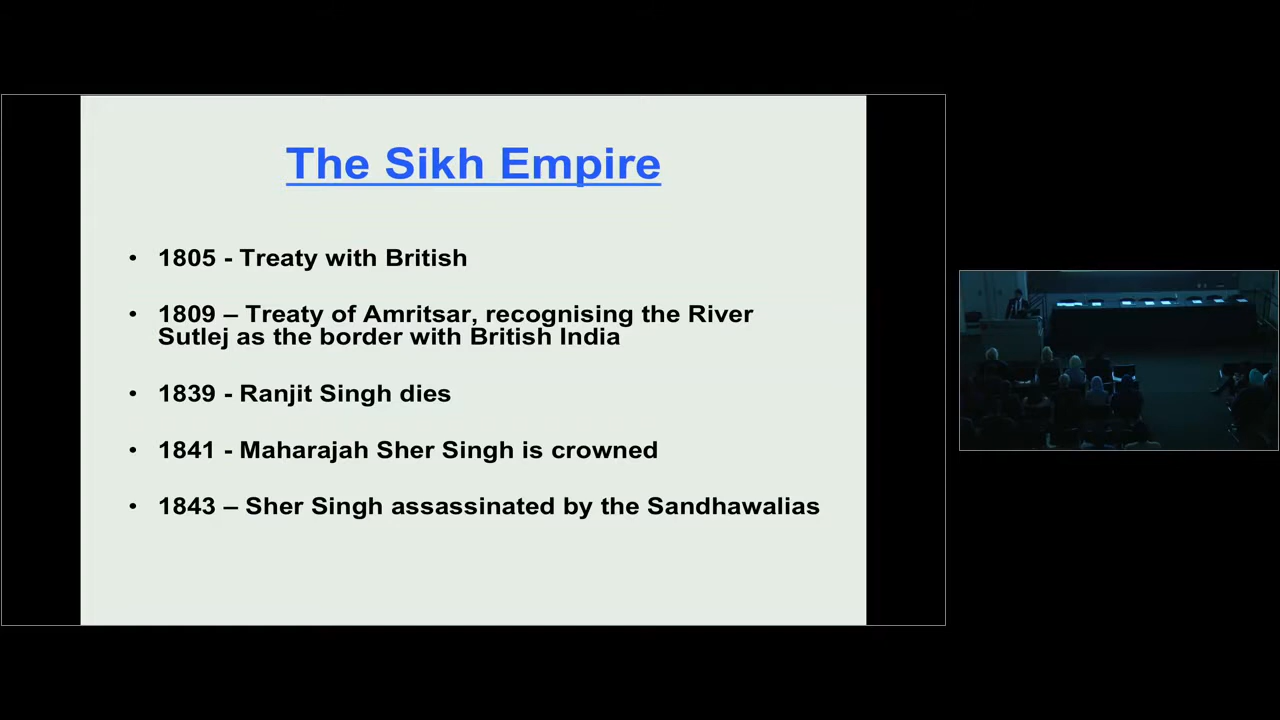 The Sikh Empire
• 1805 - Treaty with British
• 1809 – Treaty of Amritsar, recognising the River
Sutlej as the border with British India
• 1839 - Ranjit Singh dies
• 1841 - Maharajah Sher Singh is crowned
• 1843 – Sher Singh assassinated by the Sandhawalias